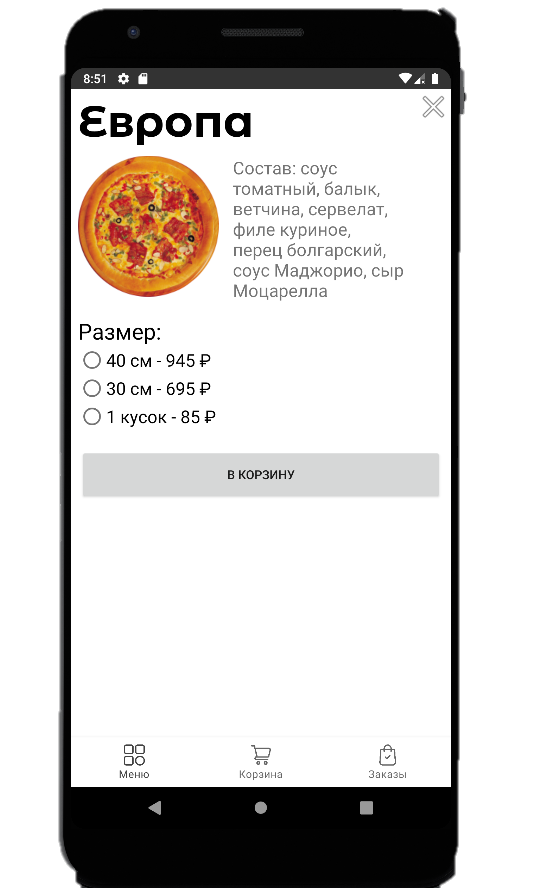 8:51
Европа
Состав: соус
томатный, балык,
ветчина, сервелат,
филе куриное,
перец болгарский,
соус Маджорио, сыр
Моцарелла
Размер:
40 см - 945 ₽
30 см - 695 ₽
1 кусок - 85 ₽
В КОРЗИНУ
Меню
Корзина
Заказы